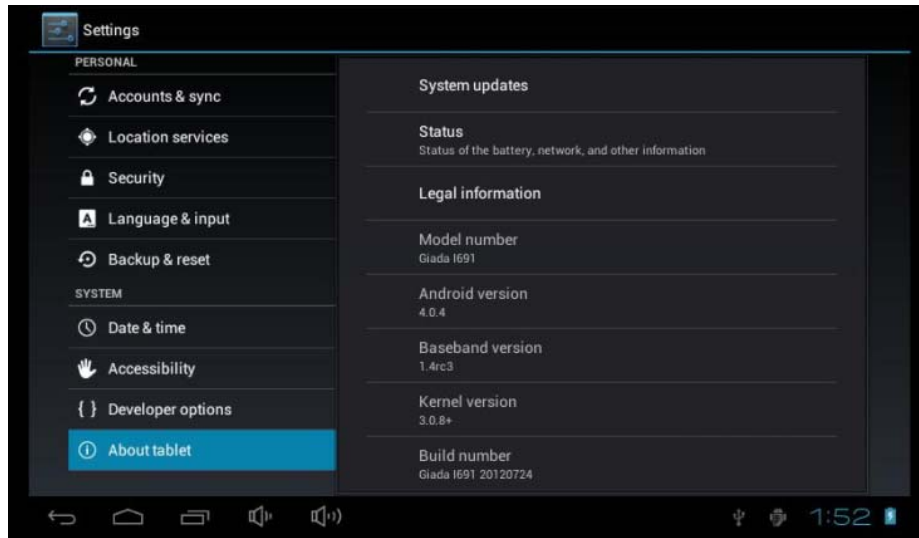 Settings
PERSONAL
Accounts & sync
Location services
Security
A Language & input
Backup & reset
SYSTEM
Date & time
Accessibility
{ } Developer options
About tablet
System updates
Status
Status of the battery, network, and other information
Legal information
Model number
Giada I691
Android version
4.0.4
Baseband version
1.4rc3
Kernel version
3.0.8+
Build number
Giada I691 20120724
1:52